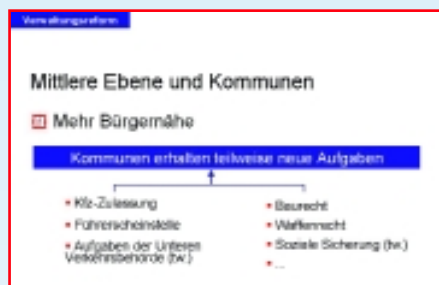 Verwaltungsreform
Mittlere Ebene und Kommunen
Mehr Bürgernähe
Kommunen erhalten teilweise neue Aufgaben
Kfz-Zulassung
Führerscheinstelle
Aufgaben der Unteren
Verkehrsbehörde (tw.)
Baurecht
Waffenrecht
Soziale Sicherung (tw.)
...